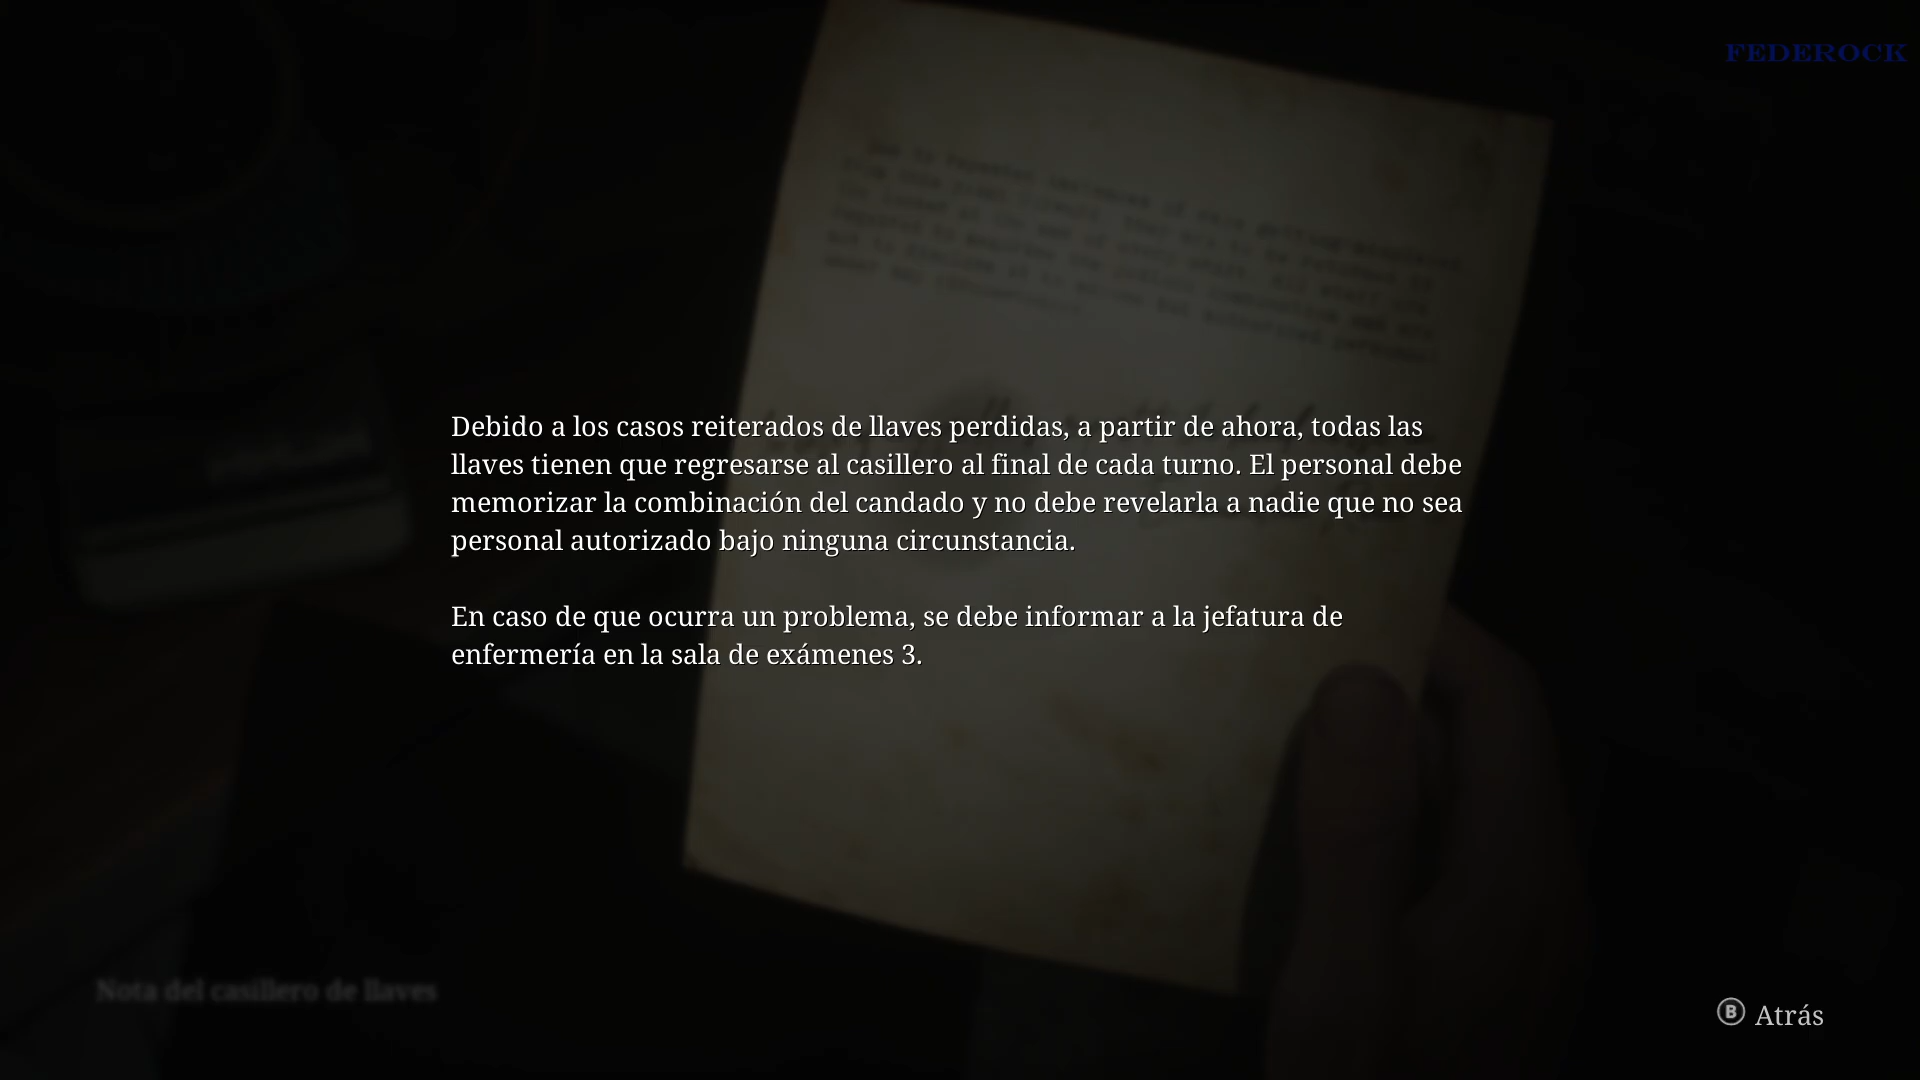 FEDEROCK
Debido a los casos reiterados de llaves perdidas, a partir de ahora, todas las
llaves tienen que regresarse al casillero al final de cada turno. El personal debe
memorizar la combinación del candado y no debe revelarla a nadie que no sea
personal autorizado bajo ninguna circunstancia.
En caso de que ocurra un problema, se debe informar a la jefatura de
enfermería en la sala de exámenes 3.
Nota del casillero de llaves
B Atrás